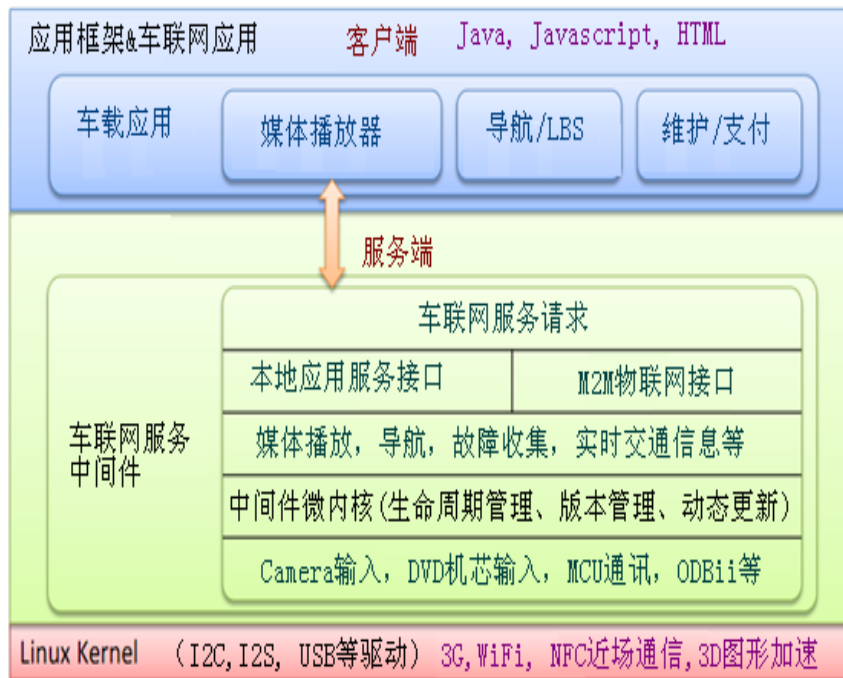 应用框架&车联网应用 客户端 Java, Javascript, HTML
车载应用 媒体播放器 导航/LBS 维护/支付
服务端
车联网服务请求
本地应用服务接口 M2M物联网接口
车联网服务
中间件
媒体播放，导航，故障收集，实时交通信息等
中间件微内核(生命周期管理、版本管理、动态更新)
Camera输入，DVD机芯输入，MCU通讯，ODBii等
Linux Kernel （I2C,I2S, USB等驱动） 3G,WiFi, NFC近场通信,3D图形加速